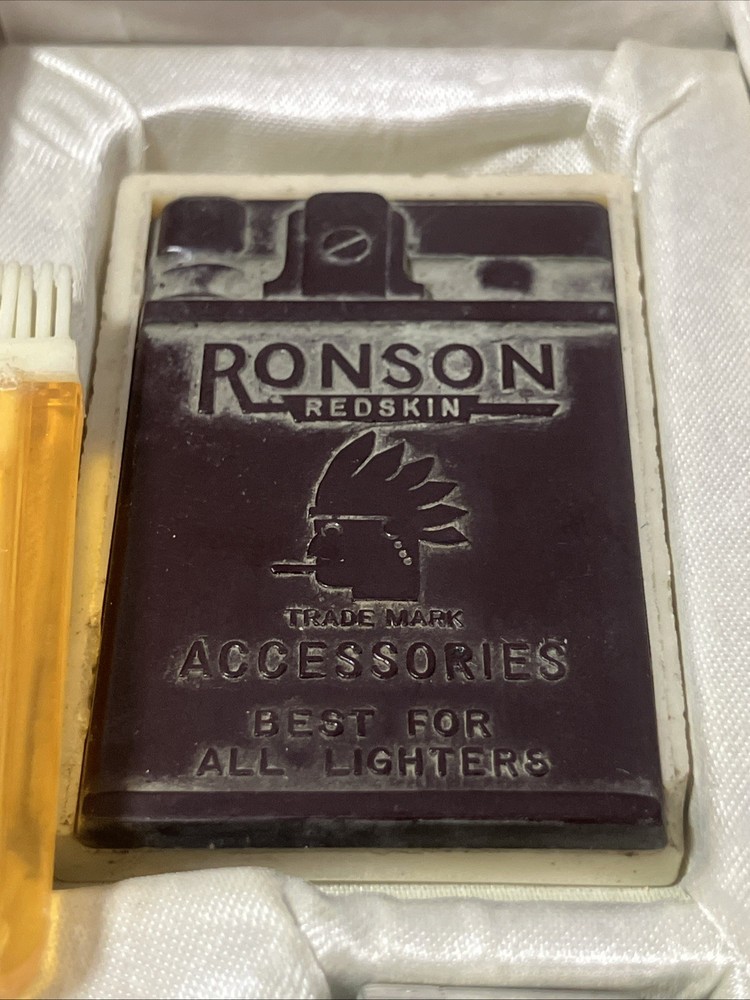 RONSON
REDSKIN
TRADE MARK
ACCESSORIES
BEST FOR
ALL LIGHTERS